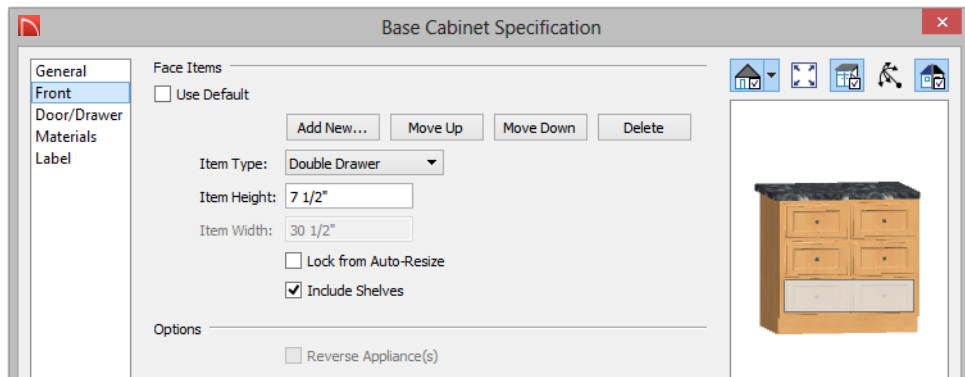 Base Cabinet Specification
General
Front
Door/Drawer
Materials
Label
Face Items
Use Default
Add New... Move Up Move Down Delete
Item Type: Double Drawer
Item Height: 7 1/2"
Item Width: 30 1/2"
Lock from Auto-Resize
Include Shelves
Options
Reverse Appliance(s)